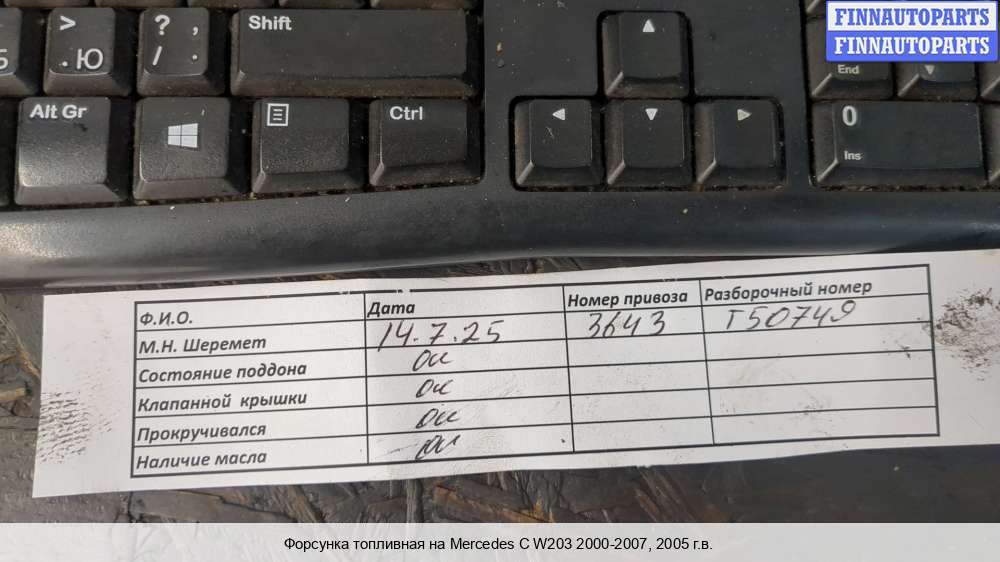 FINNAUTOPARTS
FINNAUTOPARTS
> . Ю
? , / .
Shift
End
Alt Gr
Ctrl
0
Ins
Ф.И.О. Дата Номер привоза Разборочный номер
М.Н. Шеремет 14.7.25 3643 Т50749
Состояние поддона ок
Клапанной крышки ок
Прокручивался ок
Наличие масла ок
Форсунка топливная на Mercedes C W203 2000-2007, 2005 г.в.